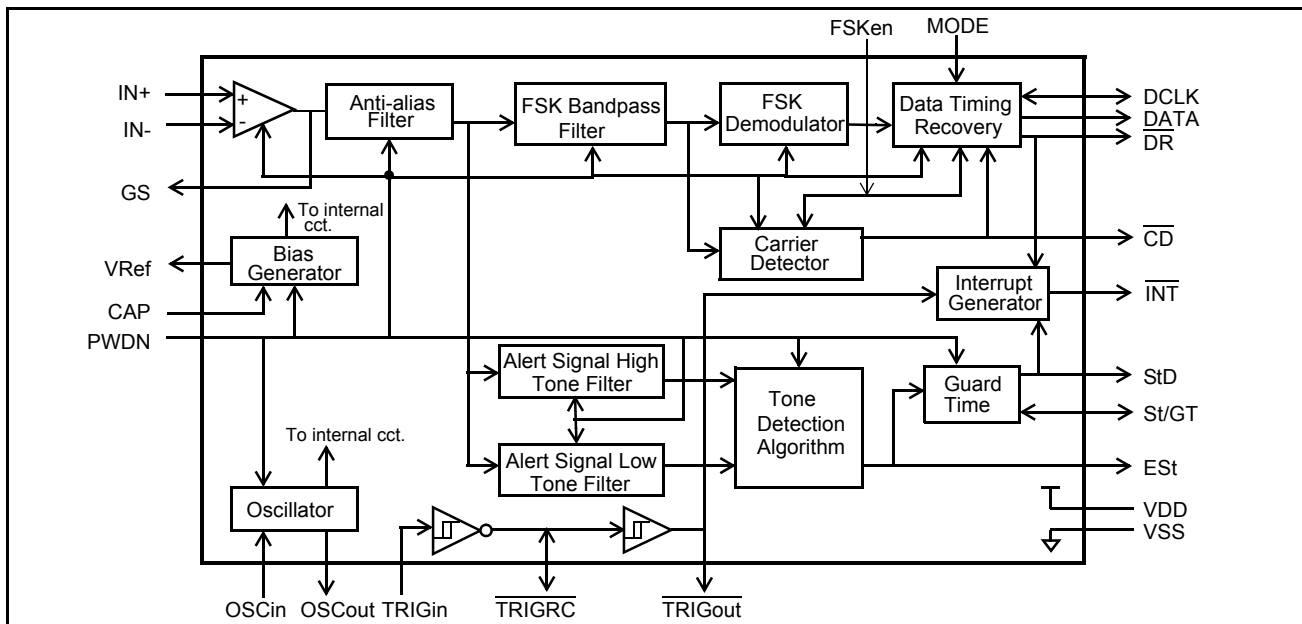 FSKen
MODE
IN+
IN-
+
-
Anti-alias
Filter
FSK Bandpass
Filter
FSK
Demodulator
Data Timing
Recovery
DCLK
DATA
DR
GS
To internal
cct.
Bias
Generator
VRef
CAP
PWDN
Carrier
Detector
CD
Interrupt
Generator
INT
Alert Signal High
Tone Filter
Alert Signal Low
Tone Filter
Tone
Detection
Algorithm
Guard
Time
StD
St/GT
ESt
To internal cct.
Oscillator
VDD
VSS
OSCin
OSCout
TRIGin
TRIGRC
TRIGout